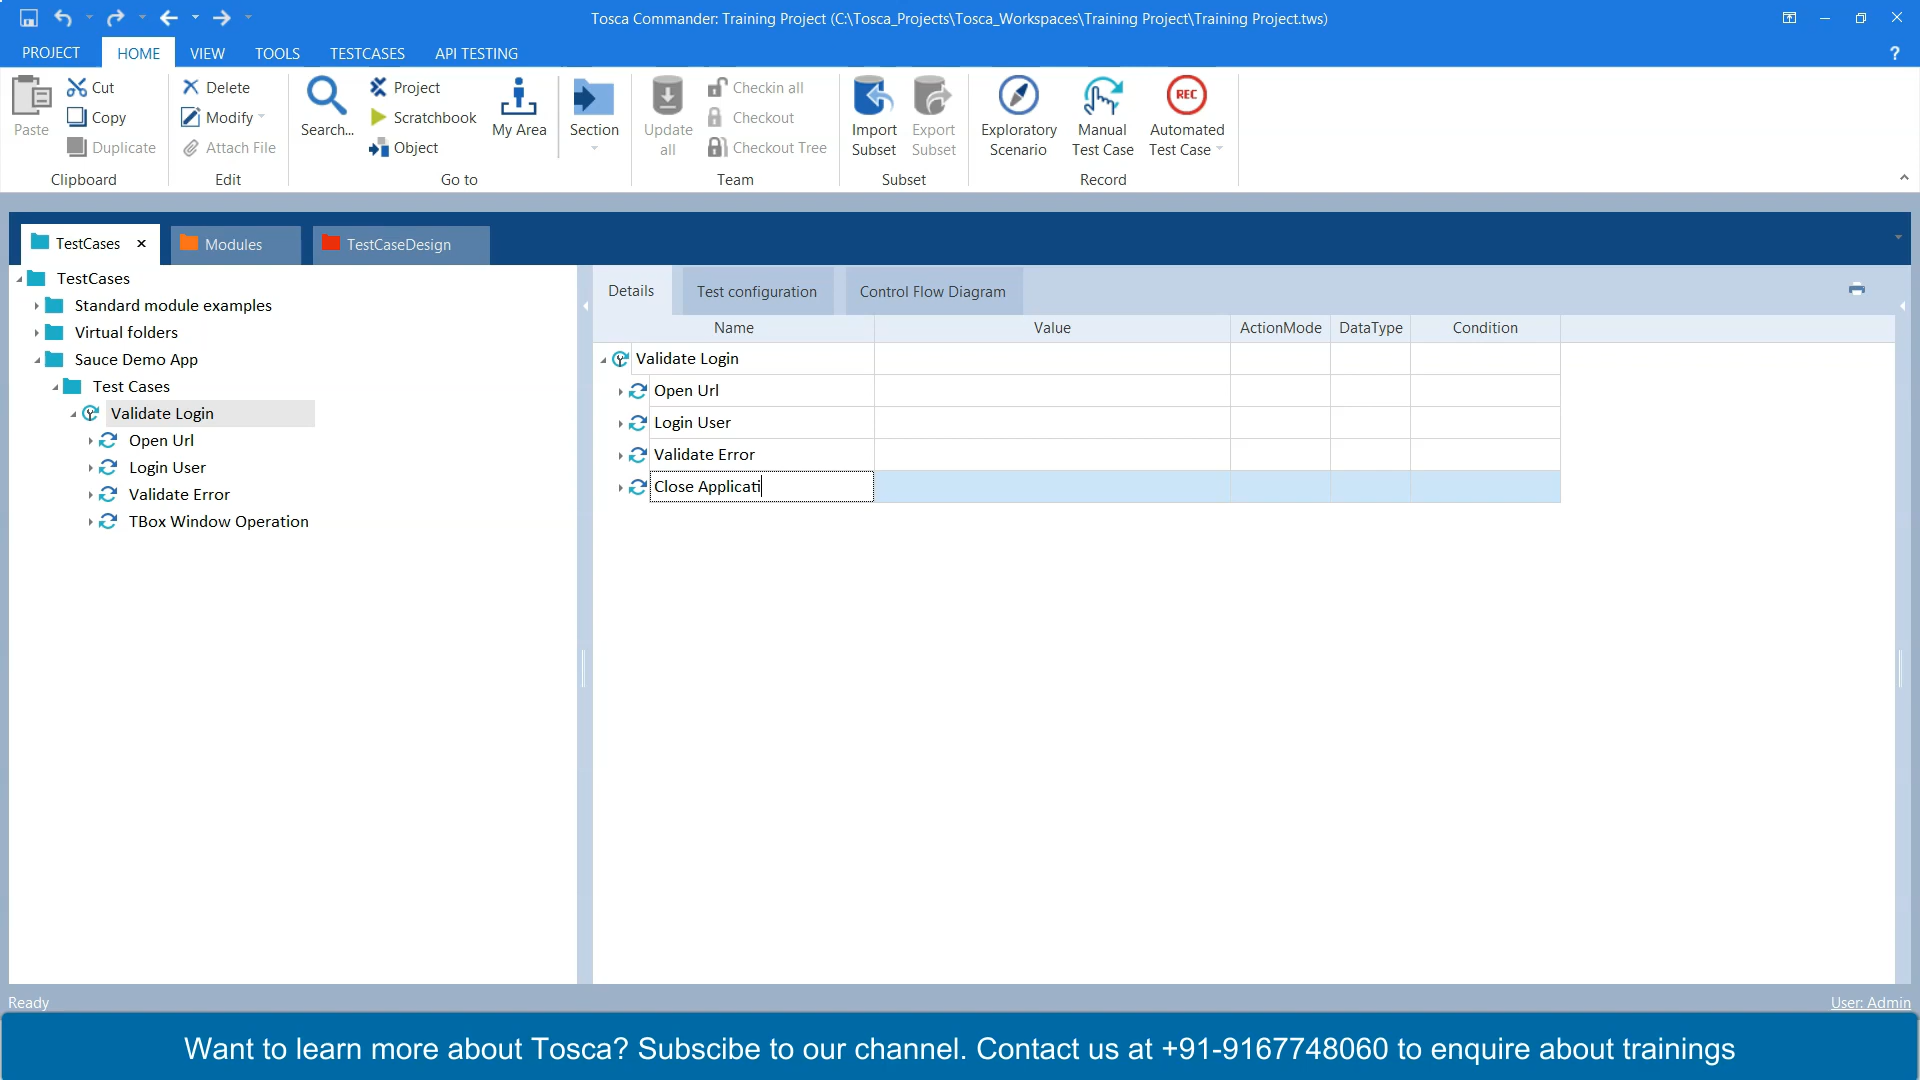 Tosca Commander: Training Project (C:\Tosca_Projects\Tosca_Workspaces\Training Project\Training Project.tws)
PROJECT HOME VIEW TOOLS TESTCASES API TESTING ?
Paste
Cut
Copy
Duplicate
Clipboard
Delete
Modify
Attach File
Edit
Search...
Project
Scratchbook
Object
My Area
Go to
Section
Update all
Checkin all
Checkout
Checkout Tree
Team
Import Subset
Export Subset
Subset
Exploratory Scenario
Manual Test Case
REC
Automated Test Case
Record
TestCases Modules TestCaseDesign
TestCases
Standard module examples
Virtual folders
Sauce Demo App
Test Cases
Validate Login
Open Url
Login User
Validate Error
TBox Window Operation
Details Test configuration Control Flow Diagram
Name Value ActionMode DataType Condition
Validate Login
Open Url
Login User
Validate Error
Close Applicati
Ready
User: Admin
Want to learn more about Tosca? Subscibe to our channel. Contact us at +91-9167748060 to enquire about trainings